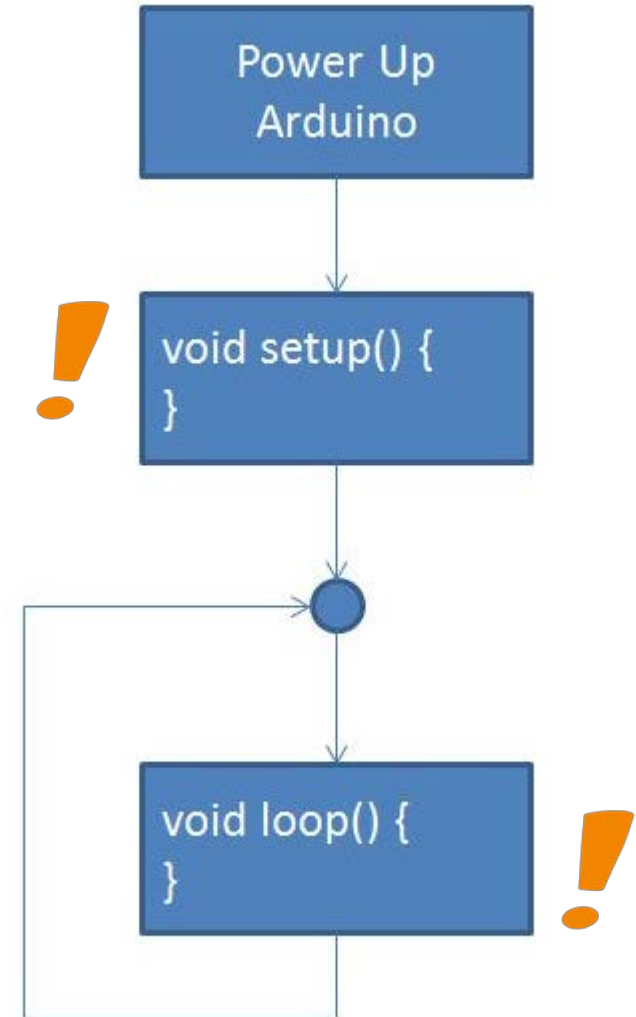 Power Up
Arduino
!
void setup() {
}
void loop() {
}
!